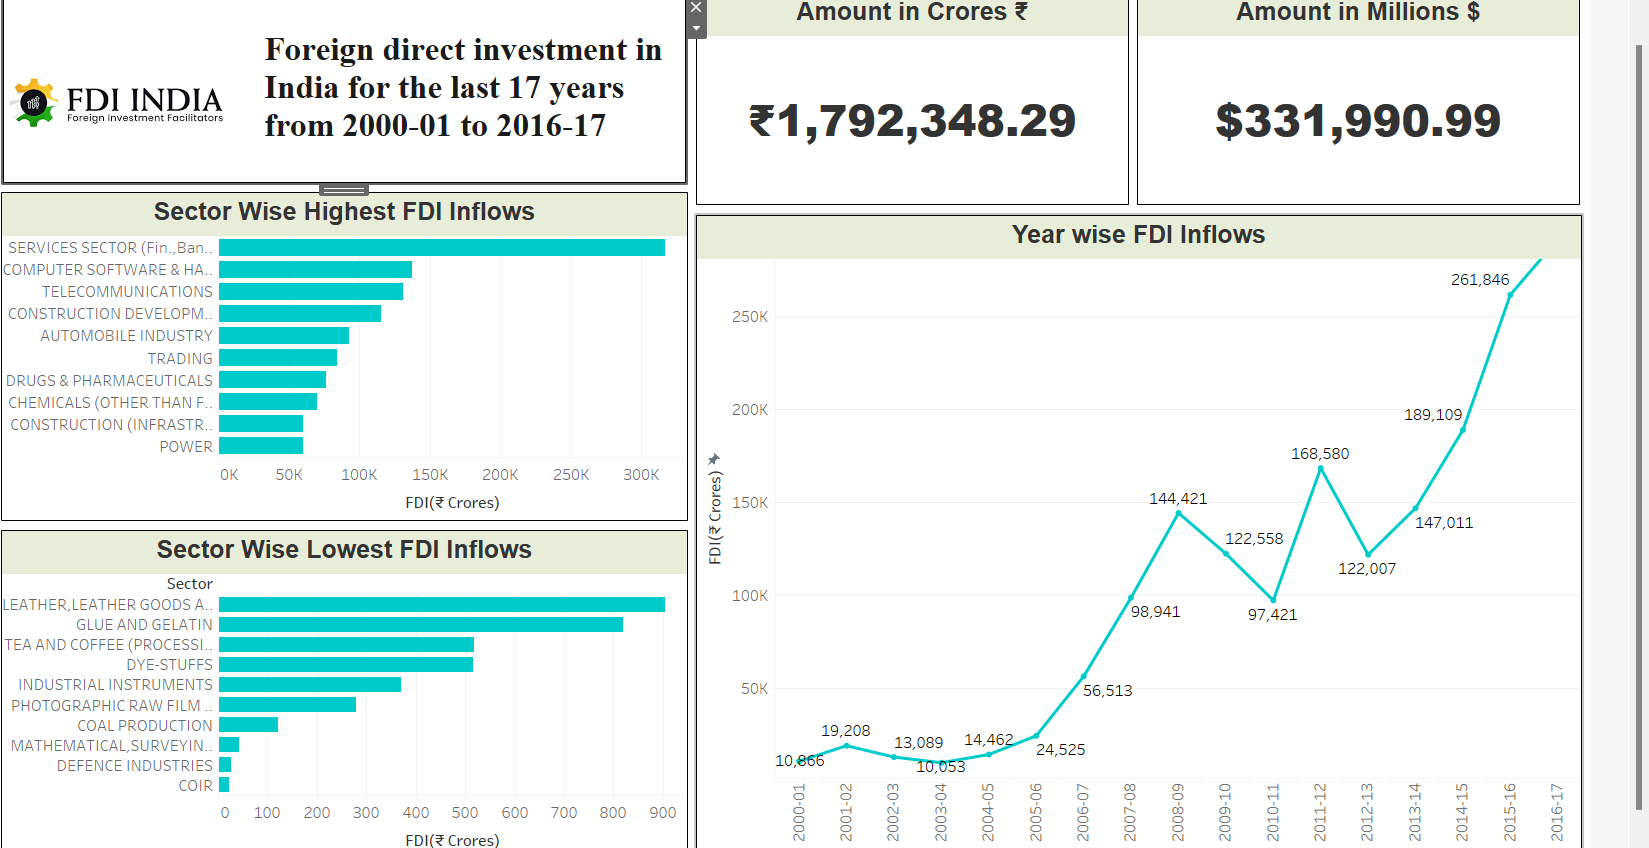 FDI INDIA
Foreign Investment Facilitators
Foreign direct investment in
India for the last 17 years
from 2000-01 to 2016-17
Amount in Crores ₹
₹1,792,348.29
Amount in Millions $
$331,990.99
Sector Wise Highest FDI Inflows
SERVICES SECTOR (Fin.,Ban..
COMPUTER SOFTWARE & HA..
TELECOMMUNICATIONS
CONSTRUCTION DEVELOPM..
AUTOMOBILE INDUSTRY
TRADING
DRUGS & PHARMACEUTICALS
CHEMICALS (OTHER THAN F..
CONSTRUCTION (INFRASTR..
POWER
0K 50K 100K 150K 200K 250K 300K
FDI(₹ Crores)
Sector Wise Lowest FDI Inflows
Sector
LEATHER,LEATHER GOODS A..
GLUE AND GELATIN
TEA AND COFFEE (PROCESSI..
DYE-STUFFS
INDUSTRIAL INSTRUMENTS
PHOTOGRAPHIC RAW FILM ..
COAL PRODUCTION
MATHEMATICAL,SURVEYIN..
DEFENCE INDUSTRIES
COIR
0 100 200 300 400 500 600 700 800 900
FDI(₹ Crores)
Year wise FDI Inflows
FDI(₹ Crores)
250K
200K
150K
100K
50K
10,866
19,208
13,089
10,053
14,462
24,525
56,513
98,941
144,421
122,558
97,421
168,580
122,007
147,011
189,109
261,846
2000-01
2001-02
2002-03
2003-04
2004-05
2005-06
2006-07
2007-08
2008-09
2009-10
2010-11
2011-12
2012-13
2013-14
2014-15
2015-16
2016-17